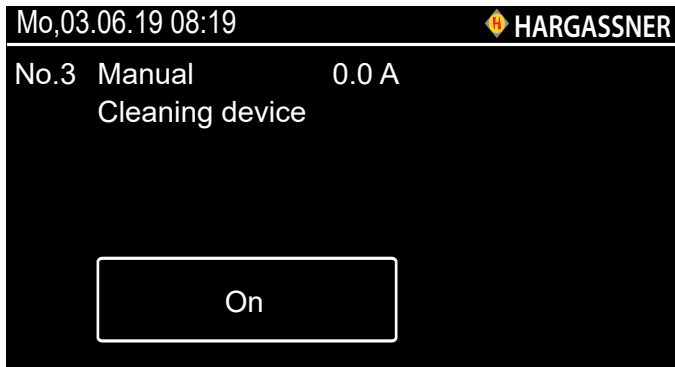 Mo,03.06.19 08:19 HARGASSNER
No.3 Manual 0.0 A
Cleaning device
On